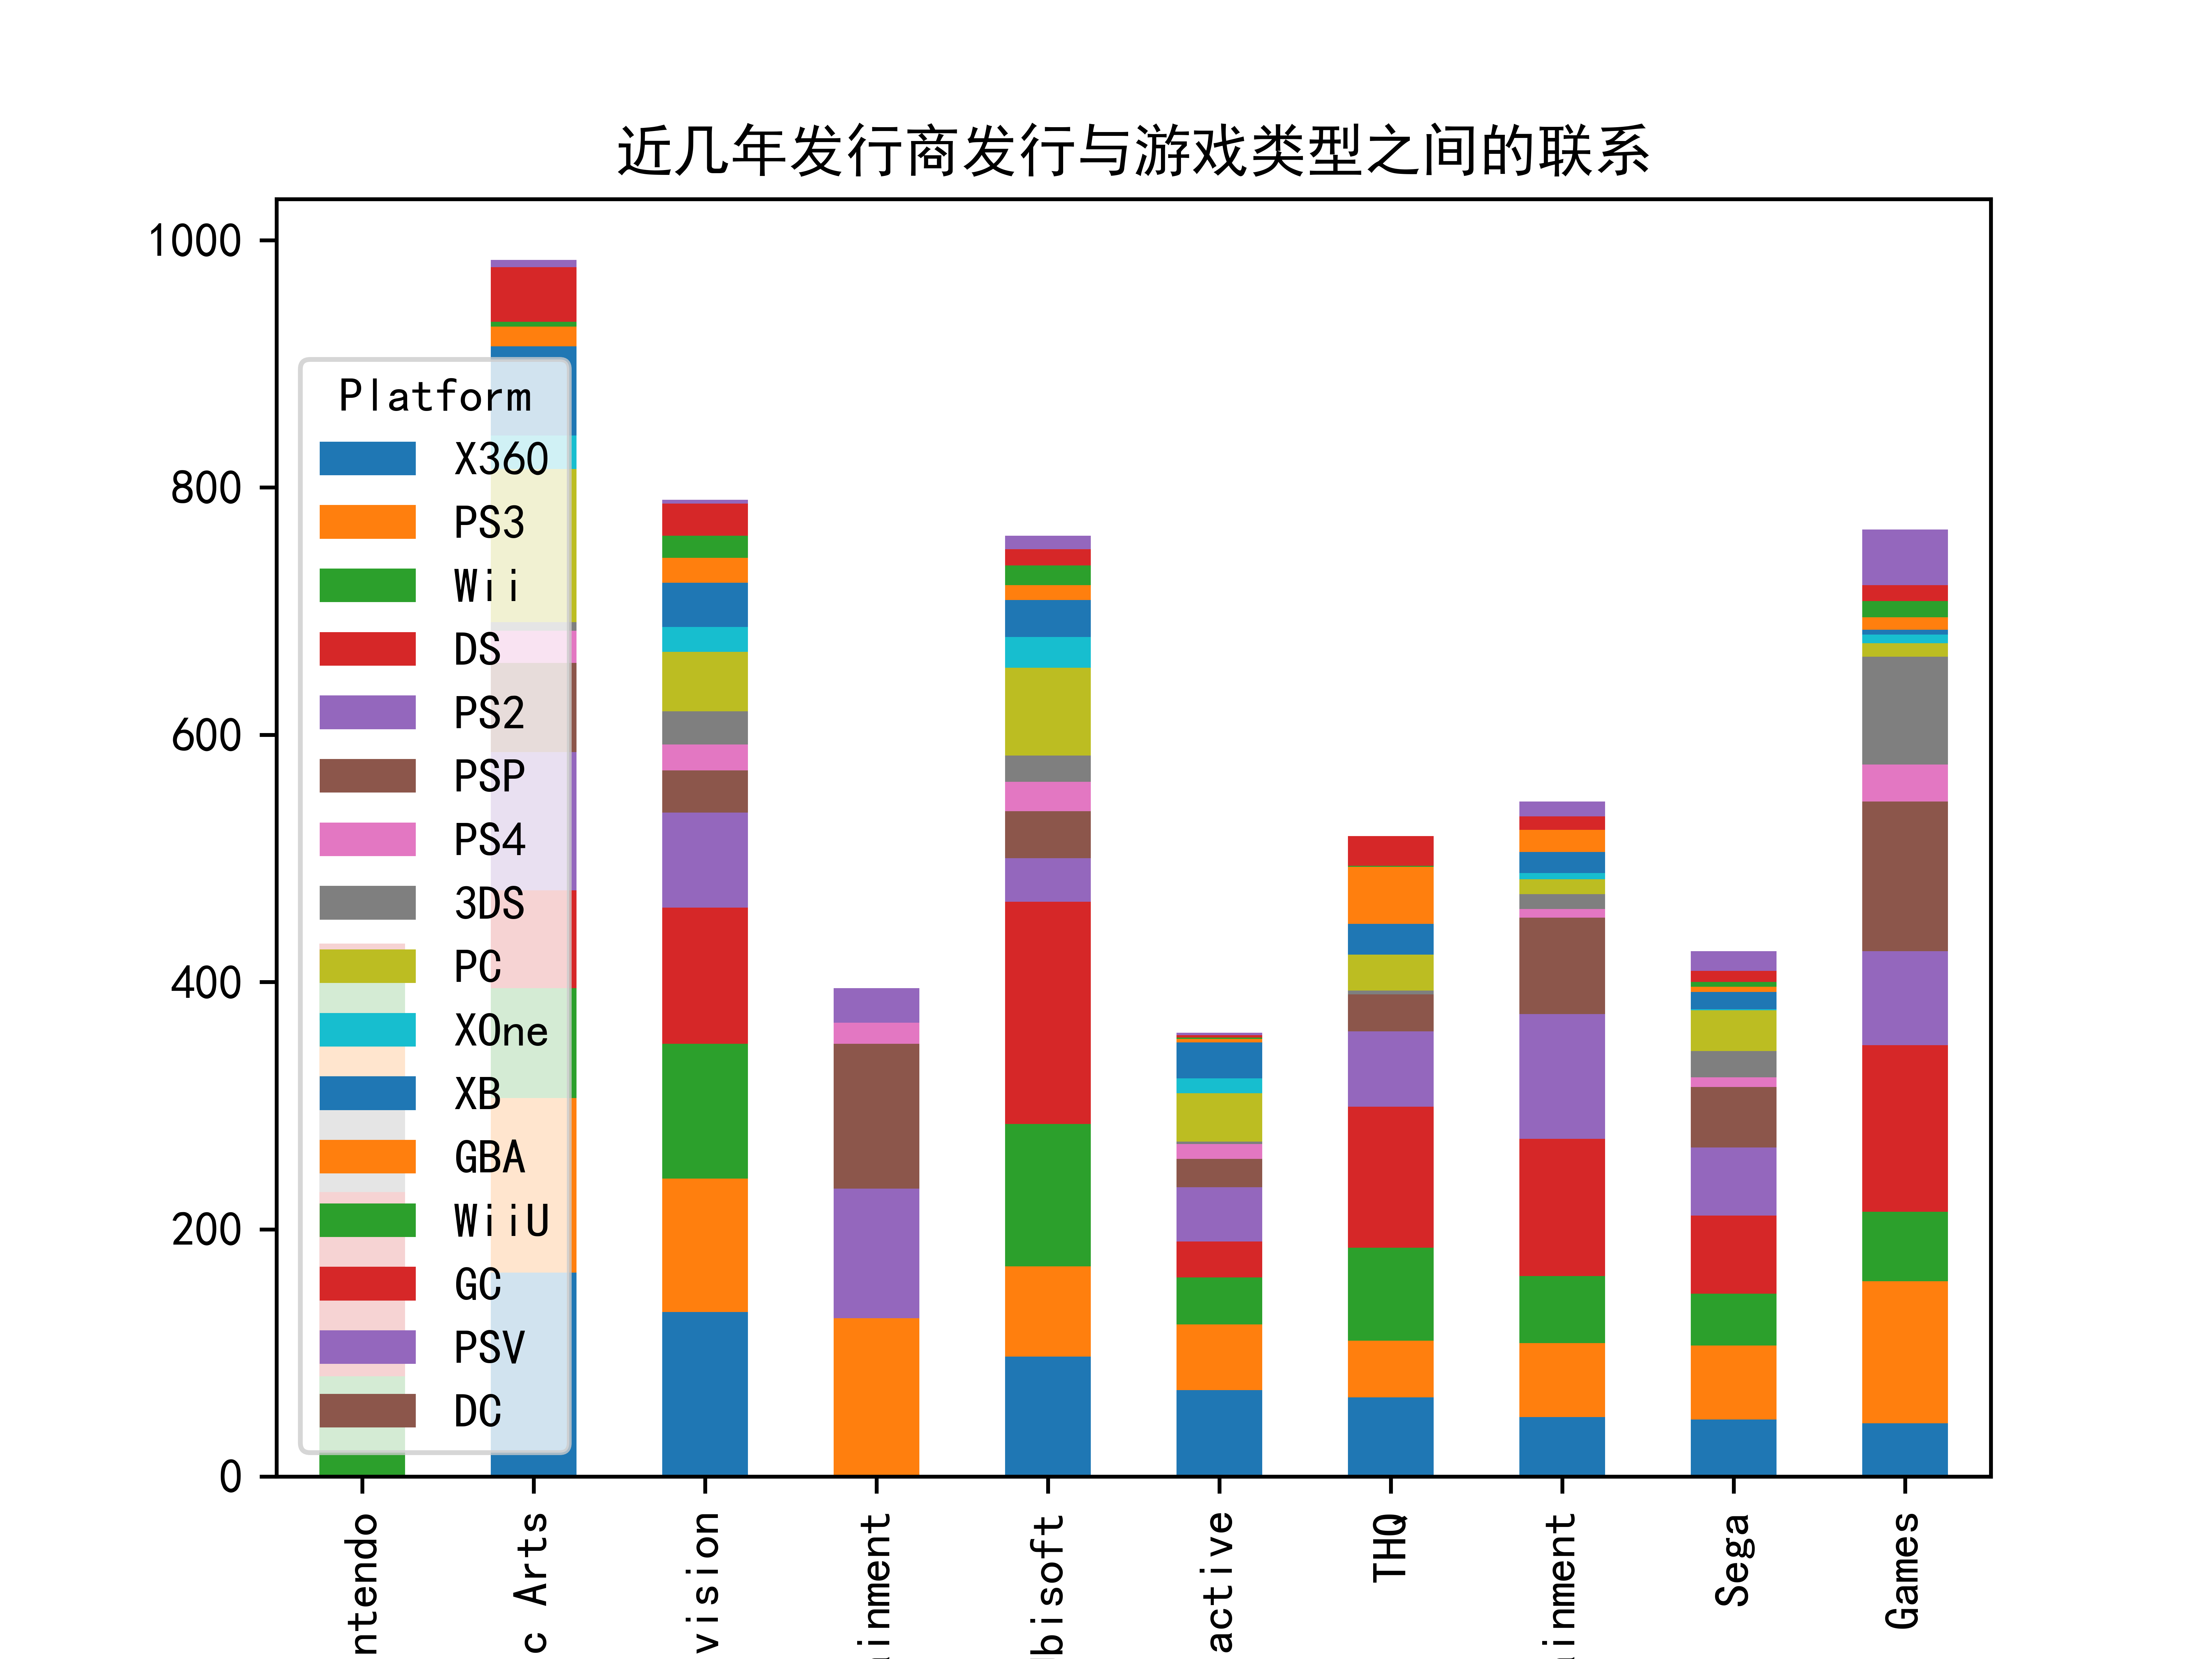 近几年发行商发行与游戏类型之间的联系
1000
800
600
400
200
0
Platform
X360
PS3
Wii
DS
PS2
PSP
PS4
3DS
PC
XOne
XB
GBA
WiiU
GC
PSV
DC
ntendo
c Arts
vision
inment
bisoft
active
THQ
inment
Sega
Games